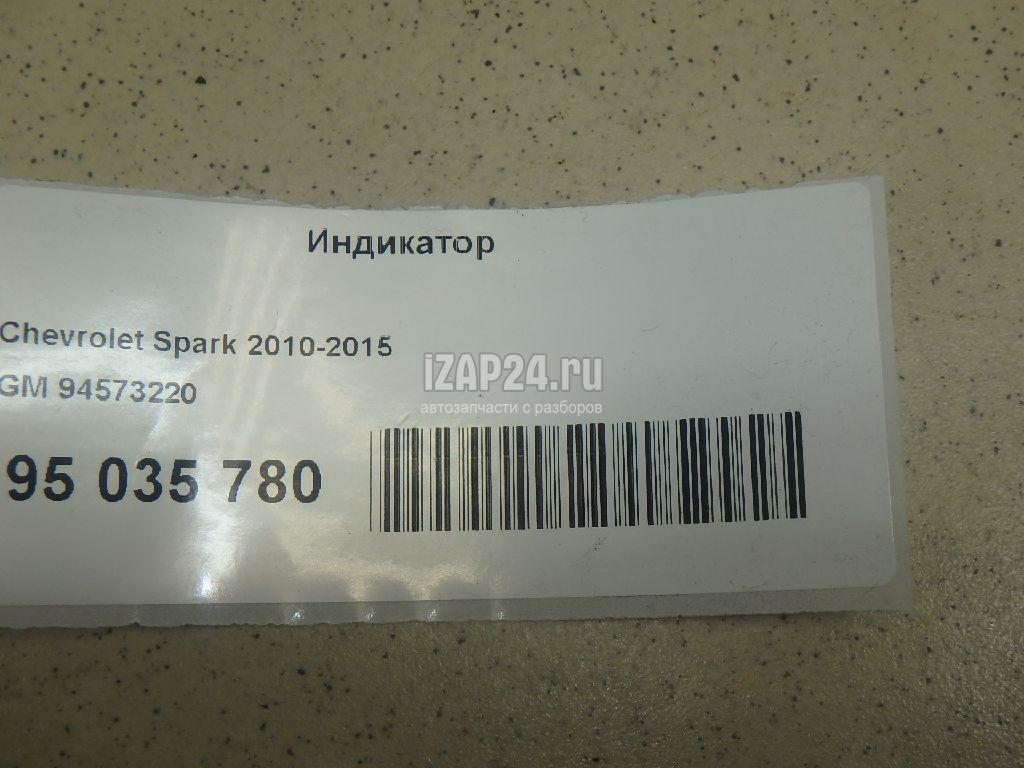 Индикатор
Chevrolet Spark 2010-2015
GM 94573220
95 035 780
iZAP24.ru
автозапчасти с разборов